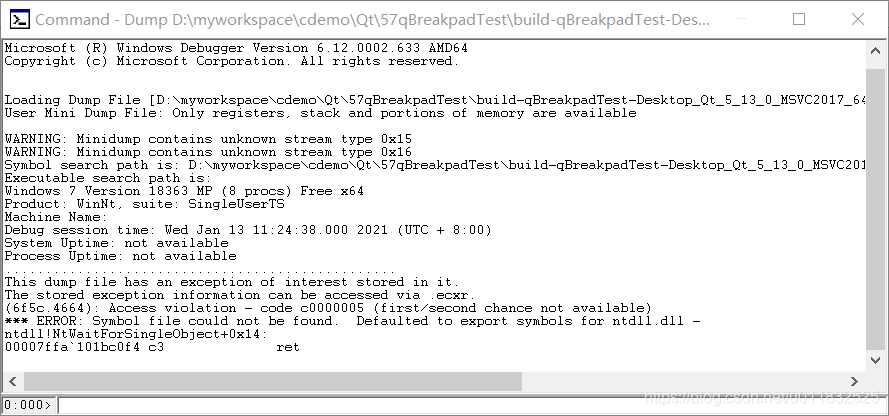 Command - Dump D:\myworkspace\cdemo\Qt\57qBreakpadTest\build-qBreakpadTest-Des...
Microsoft (R) Windows Debugger Version 6.12.0002.633 AMD64
Copyright (c) Microsoft Corporation. All rights reserved.
Loading Dump File [D:\myworkspace\cdemo\Qt\57qBreakpadTest\build-qBreakpadTest-Desktop_Qt_5_13_0_MSVC2017_64
User Mini Dump File: Only registers, stack and portions of memory are available
WARNING: Minidump contains unknown stream type 0x15
WARNING: Minidump contains unknown stream type 0x16
Symbol search path is: D:\myworkspace\cdemo\Qt\57qBreakpadTest\build-qBreakpadTest-Desktop_Qt_5_13_0_MSVC201
Executable search path is:
Windows 7 Version 18363 MP (8 procs) Free x64
Product: WinNt, suite: SingleUserTS
Machine Name:
Debug session time: Wed Jan 13 11:24:38.000 2021 (UTC + 8:00)
System Uptime: not available
Process Uptime: not available
.................................................
This dump file has an exception of interest stored in it.
The stored exception information can be accessed via .ecxr.
(6f5c.4664): Access violation - code c0000005 (first/second chance not available)
*** ERROR: Symbol file could not be found.  Defaulted to export symbols for ntdll.dll -
ntdll!NtWaitForSingleObject+0x14:
00007ffa`101bc0f4 c3              ret
0:000>
https://blog.csdn.net/u011832525